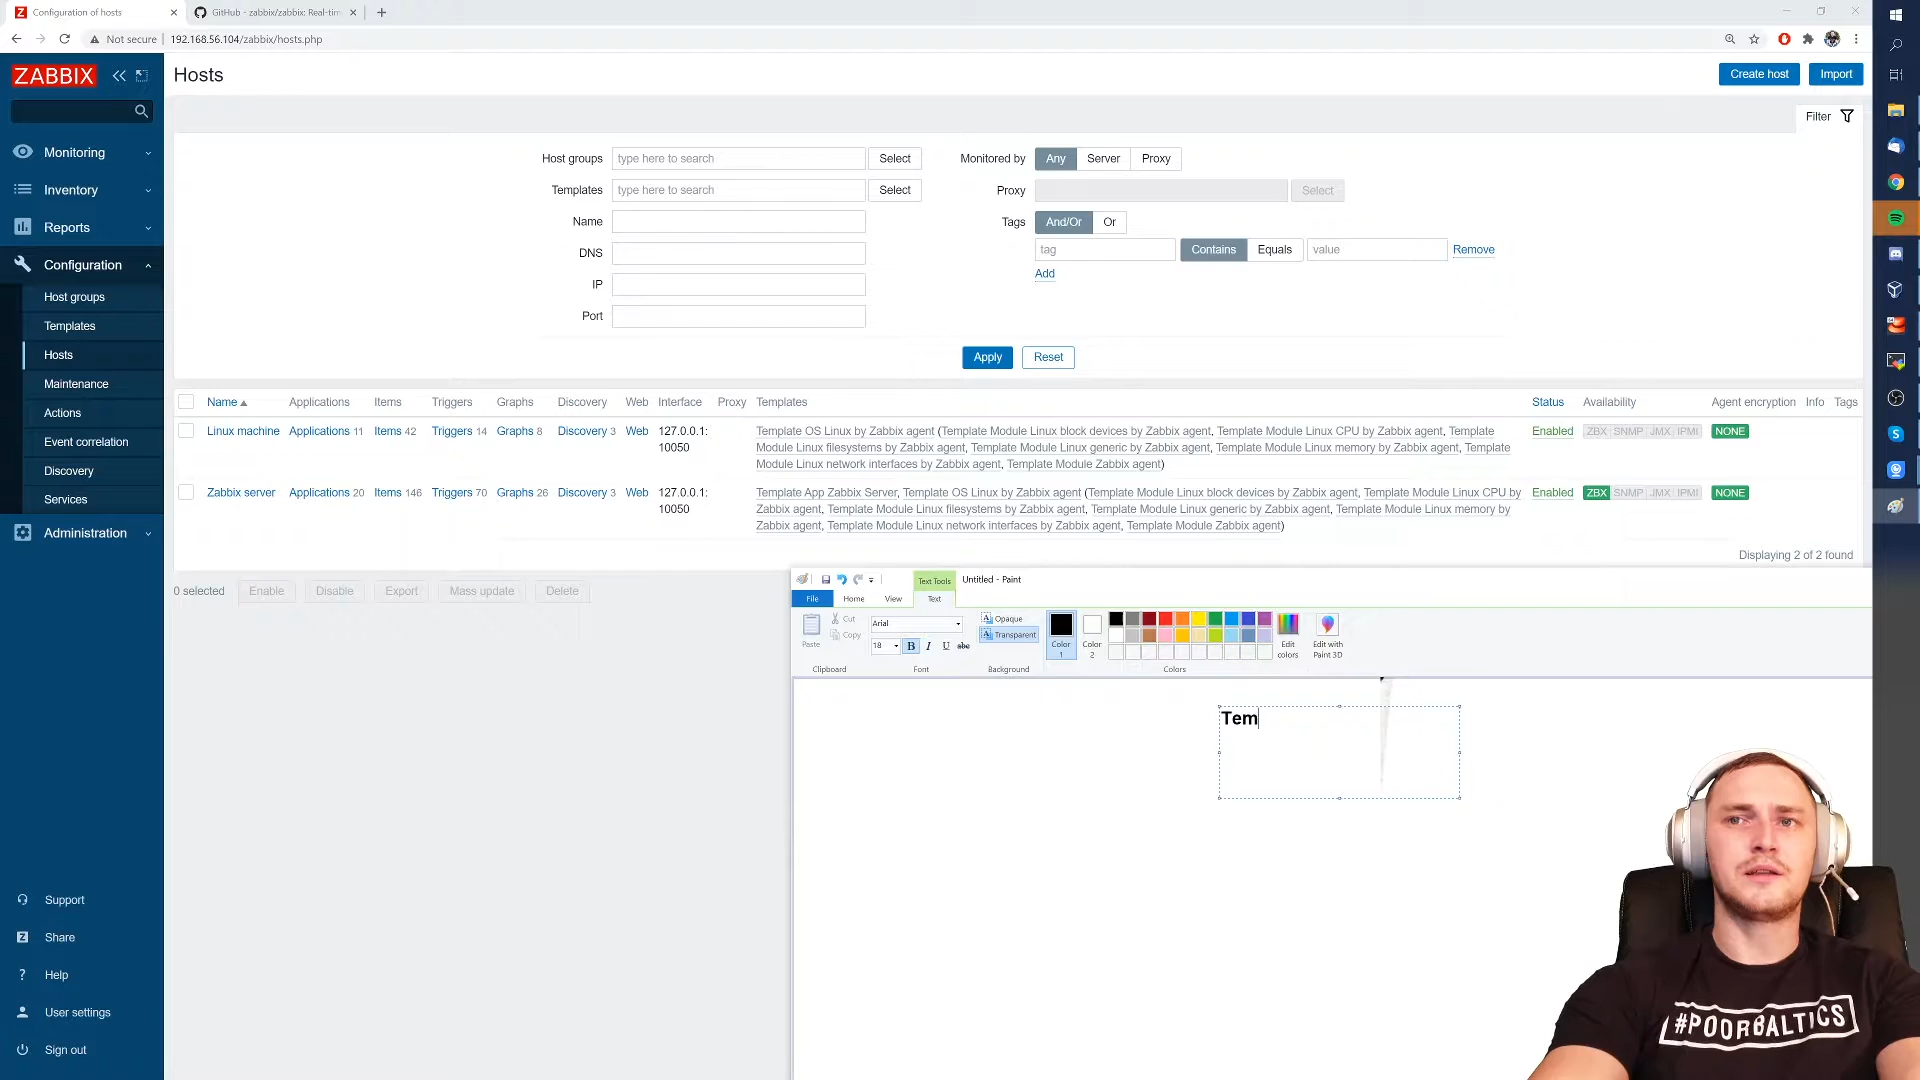 Configuration of hosts
GitHub - zabbix/zabbix: Real-tim
Not secure
192.168.56.104/zabbix/hosts.php
ZABBIX
Hosts
Create host
Import
Filter
Monitoring
Inventory
Reports
Configuration
Host groups
Templates
Hosts
Maintenance
Actions
Event correlation
Discovery
Services
Administration
Support
Share
Help
User settings
Sign out
Host groups
type here to search
Select
Monitored by
Any
Server
Proxy
Templates
type here to search
Select
Proxy
Select
Name
Tags
And/Or
Or
DNS
tag
Contains
Equals
value
Remove
Add
IP
Port
Apply
Reset
Name
Applications
Items
Triggers
Graphs
Discovery
Web
Interface
Proxy
Templates
Status
Availability
Agent encryption
Info
Tags
Linux machine
Applications 11
Items 42
Triggers 14
Graphs 8
Discovery 3
Web
127.0.0.1:
10050
Template OS Linux by Zabbix agent (Template Module Linux block devices by Zabbix agent, Template Module Linux CPU by Zabbix agent, Template
Module Linux filesystems by Zabbix agent, Template Module Linux generic by Zabbix agent, Template Module Linux memory by Zabbix agent, Template
Module Linux network interfaces by Zabbix agent, Template Module Zabbix agent)
Enabled
ZBX SNMP JMX IPMI
NONE
Zabbix server
Applications 20
Items 146
Triggers 70
Graphs 26
Discovery 3
Web
127.0.0.1:
10050
Template App Zabbix Server, Template OS Linux by Zabbix agent (Template Module Linux block devices by Zabbix agent, Template Module Linux CPU by
Zabbix agent, Template Module Linux filesystems by Zabbix agent, Template Module Linux generic by Zabbix agent, Template Module Linux memory by
Zabbix agent, Template Module Linux network interfaces by Zabbix agent, Template Module Zabbix agent)
Enabled
ZBX SNMP JMX IPMI
NONE
Displaying 2 of 2 found
0 selected
Enable
Disable
Export
Mass update
Delete
Text Tools
Untitled - Paint
File
Home
View
Text
Paste
Cut
Copy
Clipboard
Arial
18
B I U abc
Font
Opaque
Transparent
Background
Color
1
Color
2
Colors
Edit
colors
Edit with
Paint 3D
Tem
#POORBALTICS